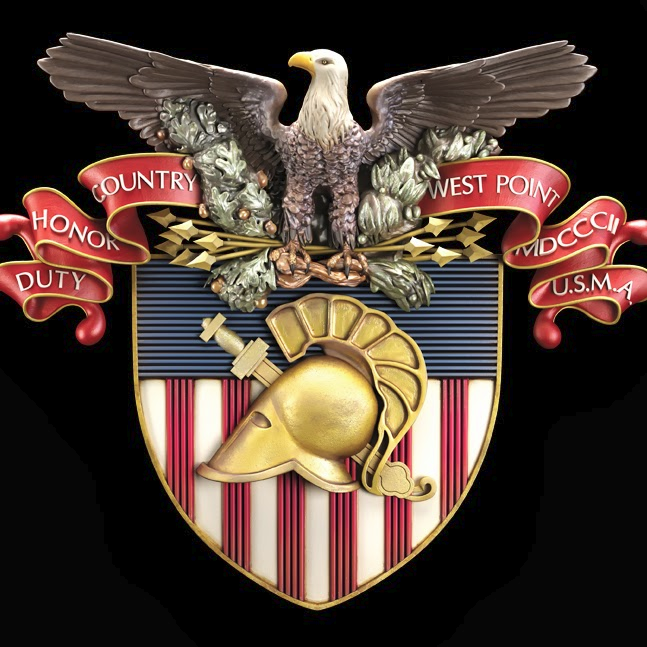 DUTY
HONOR
COUNTRY
WEST POINT
MDCCCII
U.S.M.A